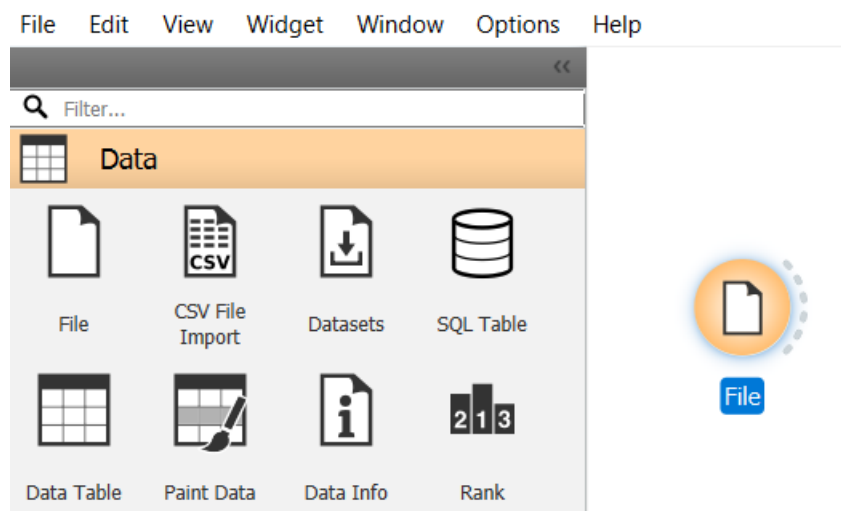 File Edit View Widget Window Options Help
«
Filter...
Data
CSV
File
CSV File
Import
Datasets
SQL Table
File
2 1 3
Data Table
Paint Data
Data Info
Rank